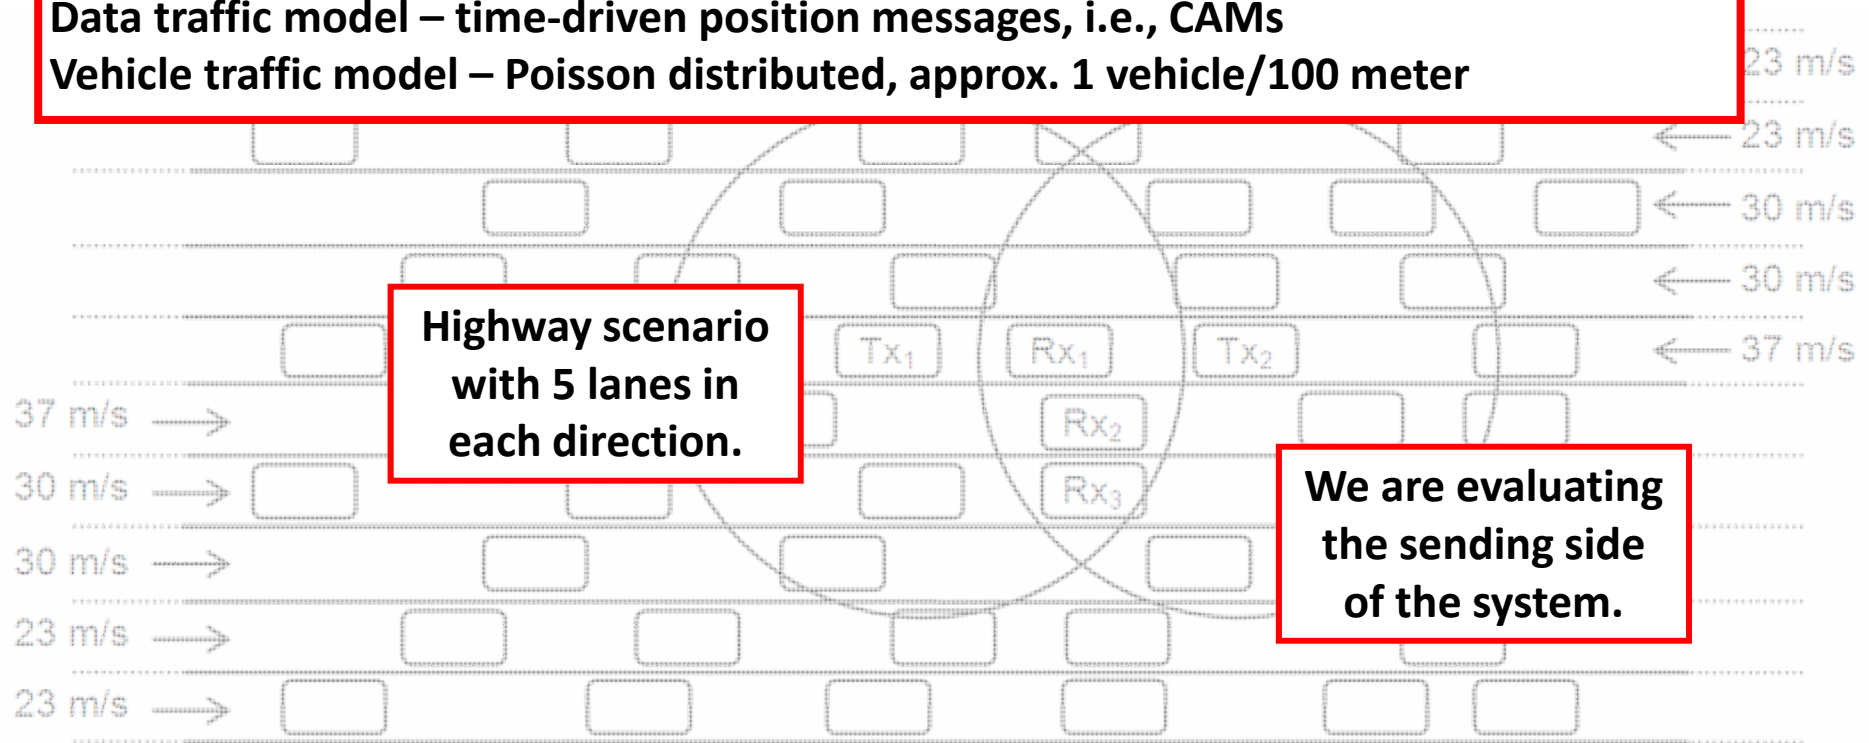 Data traffic model – time-driven position messages, i.e., CAMs
Vehicle traffic model – Poisson distributed, approx. 1 vehicle/100 meter
23 m/s
23 m/s
30 m/s
30 m/s
Highway scenario
with 5 lanes in
each direction.
Tx₁ Rx₁ Tx₂
37 m/s
37 m/s
Rx₂
30 m/s
Rx₃
We are evaluating
the sending side
of the system.
30 m/s
23 m/s
23 m/s